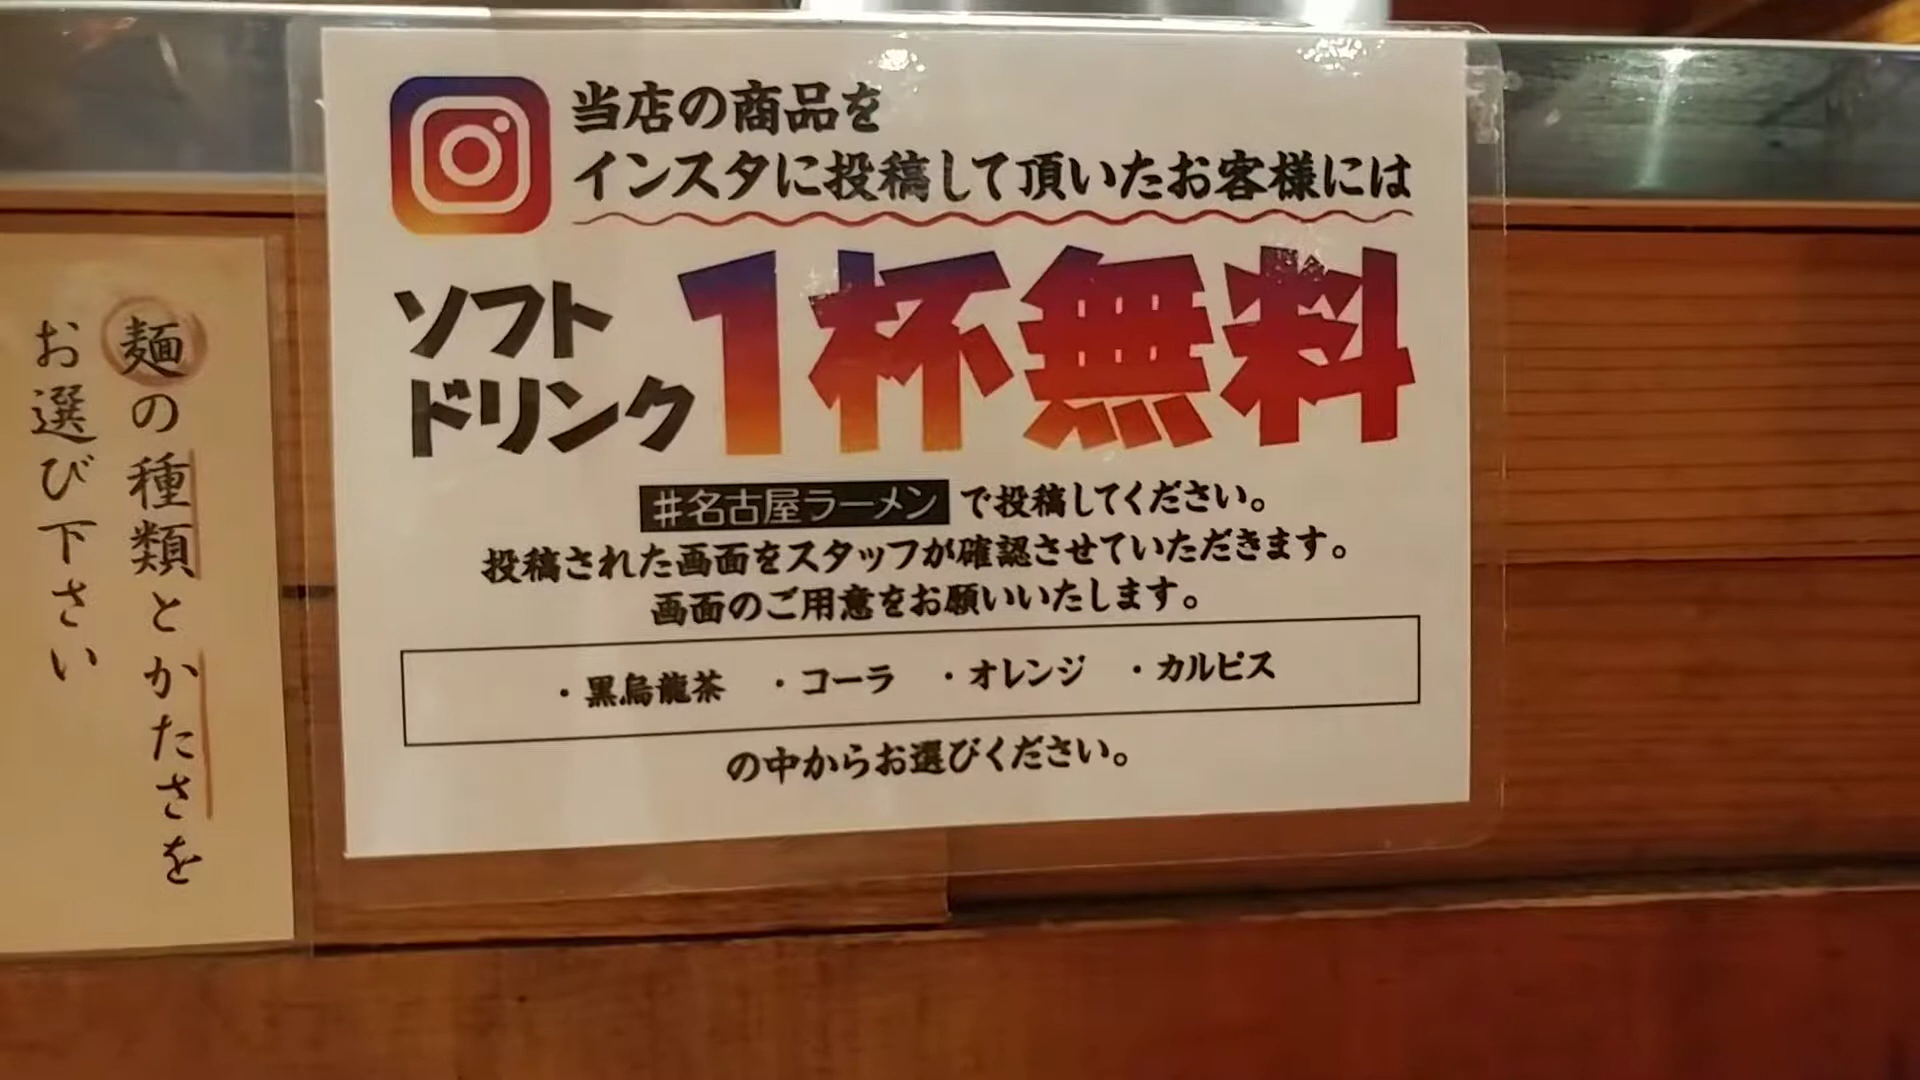 当店の商品を
インスタに投稿して頂いたお客様には
ソフト
ドリンク
1杯無料
#名古屋ラーメン で投稿してください。
投稿された画面をスタッフが確認させていただきます。
画面のご用意をお願いいたします。
・黒烏龍茶 ・コーラ ・オレンジ ・カルピス
の中からお選びください。
麺の種類とかたさを
お選び下さい